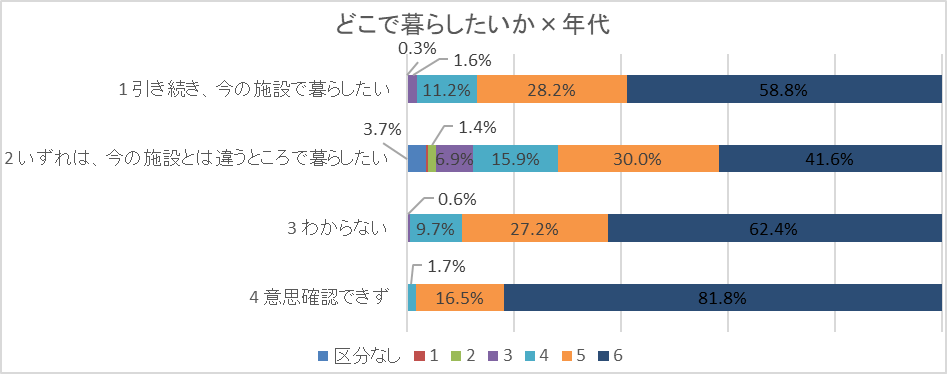 どこで暮らしたいか×年代
0.3%
1.6%
1引き続き、今の施設で暮らしたい 11.2% 28.2% 58.8%
3.7% 1.4%
2いずれは、今の施設とは違うところで暮らしたい 6.9% 15.9% 30.0% 41.6%
0.6%
3わからない 9.7% 27.2% 62.4%
1.7%
4意思確認できず 16.5% 81.8%
区分なし 1 2 3 4 5 6